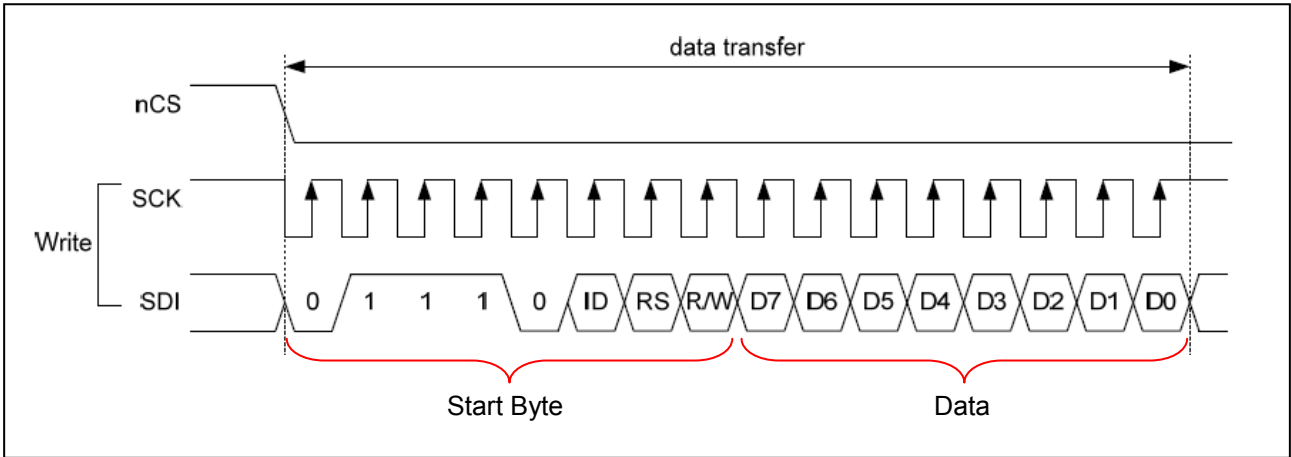 data transfer
nCS
SCK
Write
SDI
0 1 1 1 0 ID RS R/W D7 D6 D5 D4 D3 D2 D1 D0
Start Byte
Data